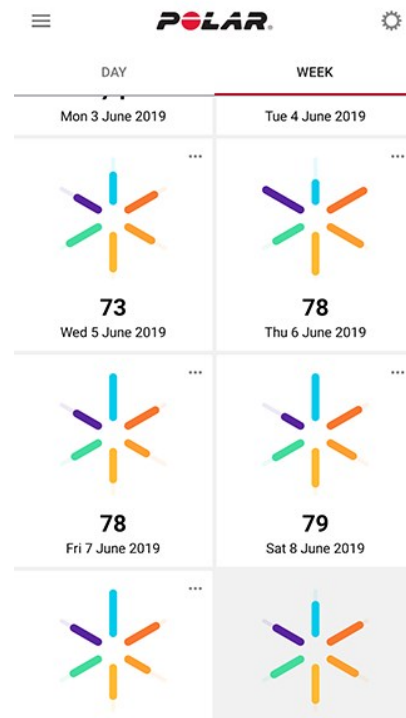 POLAR
DAY
WEEK
Mon 3 June 2019
Tue 4 June 2019
73
Wed 5 June 2019
78
Thu 6 June 2019
78
Fri 7 June 2019
79
Sat 8 June 2019